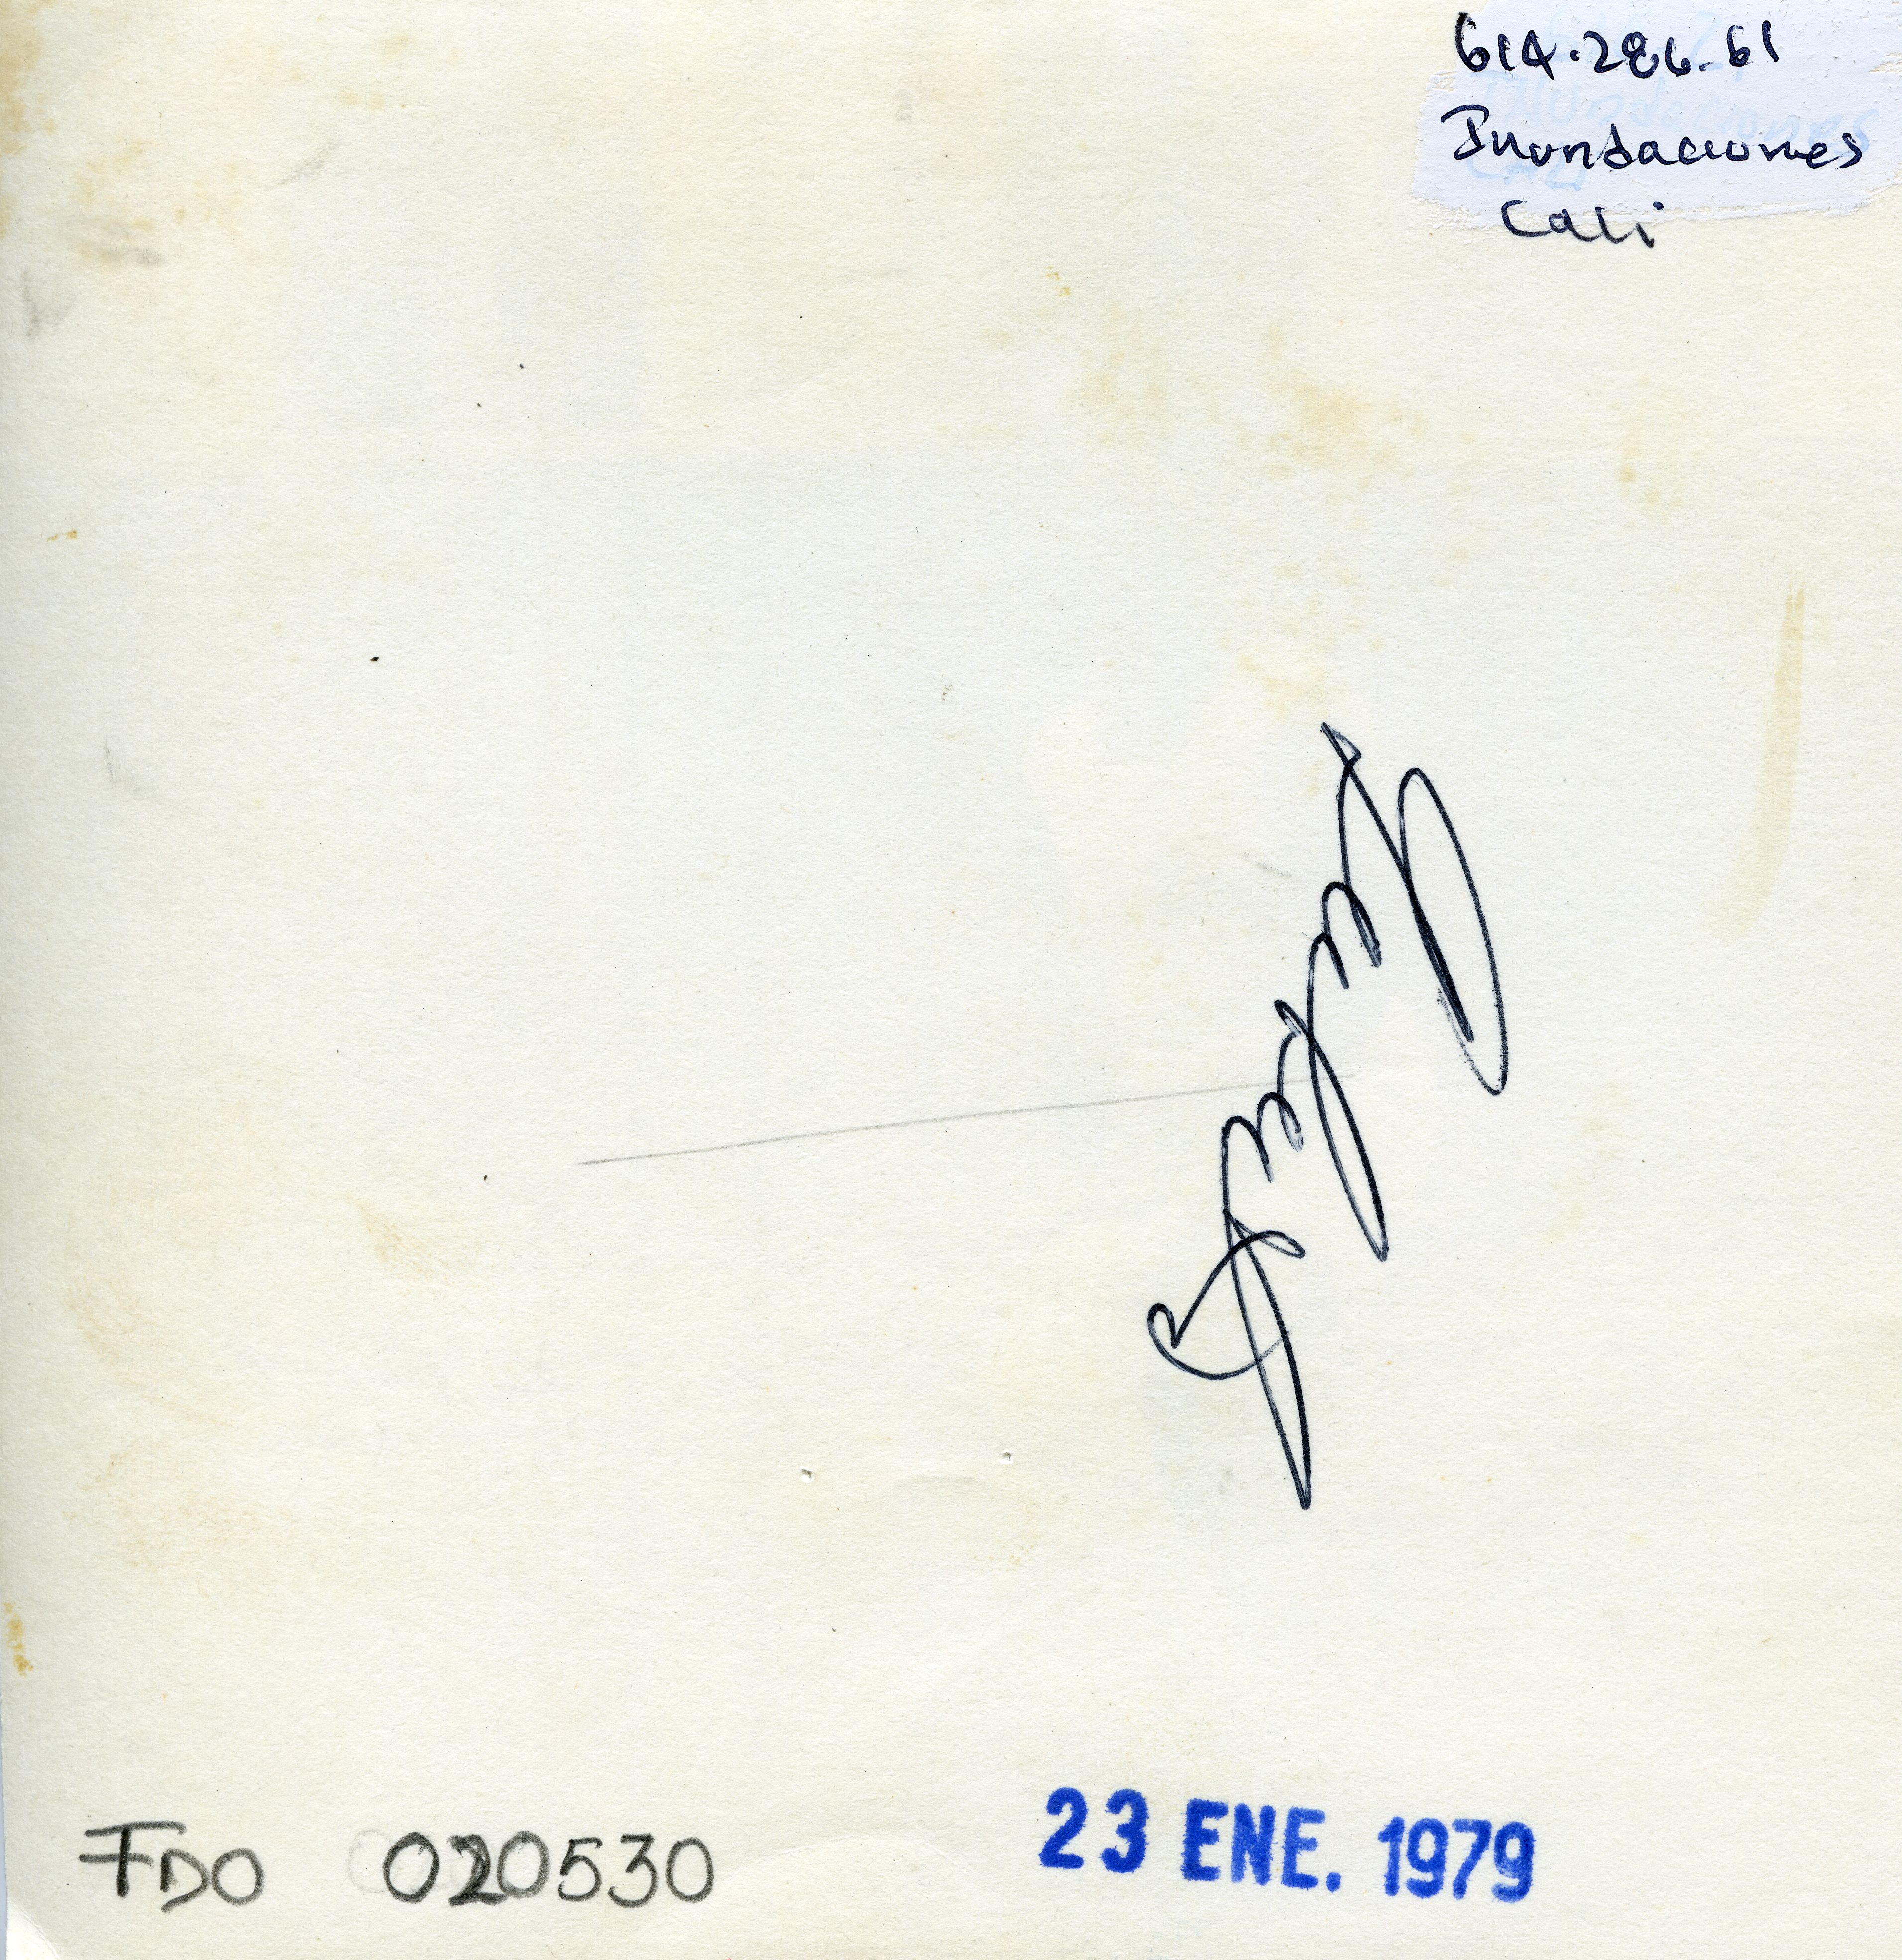 614.286.61
Inundaciones
Cali
FDO 020530
23 ENE. 1979